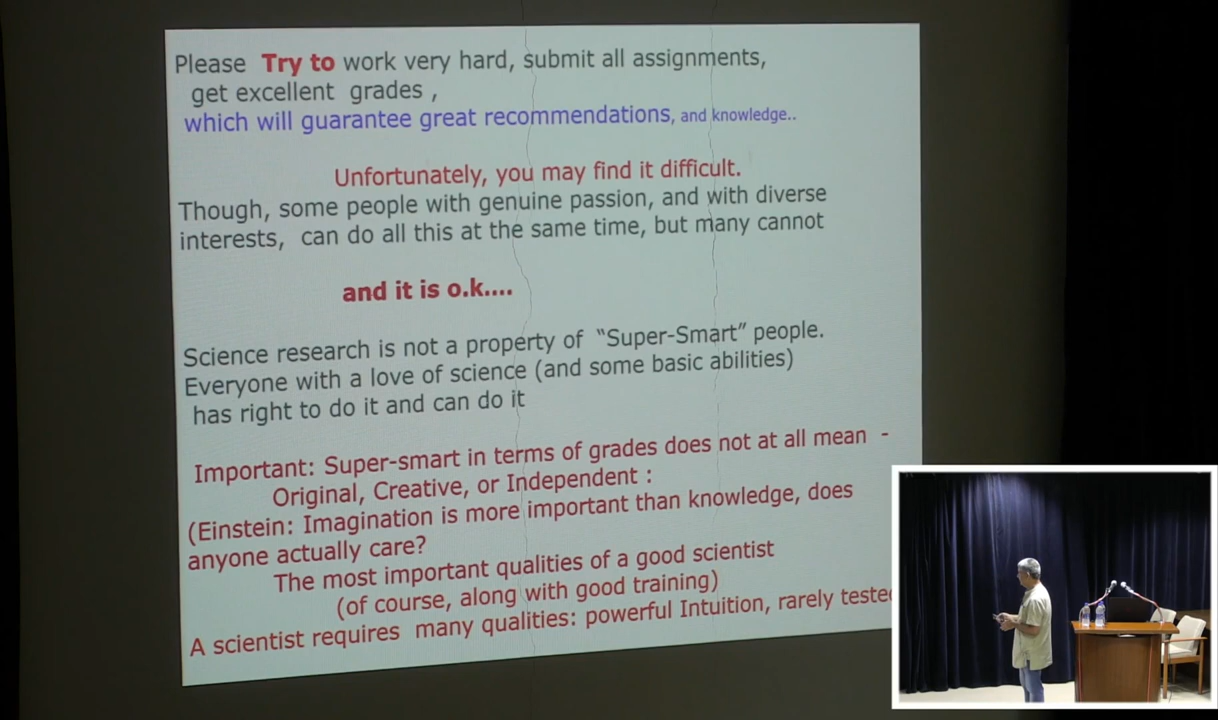 Please Try to work very hard, submit all assignments,
get excellent grades ,
which will guarantee great recommendations, and knowledge..
Unfortunately, you may find it difficult.
Though, some people with genuine passion, and with diverse
interests, can do all this at the same time, but many cannot
and it is o.k....
Science research is not a property of “Super-Smart” people.
Everyone with a love of science (and some basic abilities)
has right to do it and can do it
Important: Super-smart in terms of grades does not at all mean -
Original, Creative, or Independent :
(Einstein: Imagination is more important than knowledge, does
anyone actually care?
The most important qualities of a good scientist
(of course, along with good training)
A scientist requires many qualities: powerful Intuition, rarely tested